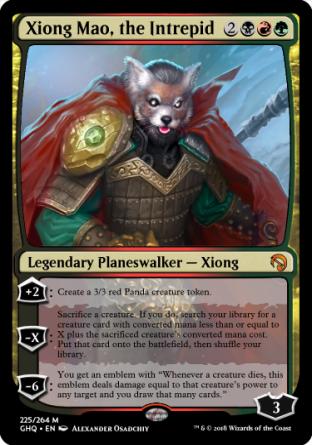 Xiong Mao, the Intrepid 2
Legendary Planeswalker — Xiong
+2: Create a 3/3 red Panda creature token.
Sacrifice a creature. If you do, search your library for
a creature card with converted mana cost less than or equal to
-X: X plus the sacrificed creature's converted mana cost.
Put that card onto the battlefield, then shuffle your
library.
You get an emblem with "Whenever a creature dies, this
-6: emblem deals damage equal to that creature's power to
any target and you draw that many cards."
3
225/264 M
GHQ • EN Alexander Osadchiy
™ & © 2018 Wizards of the Coast